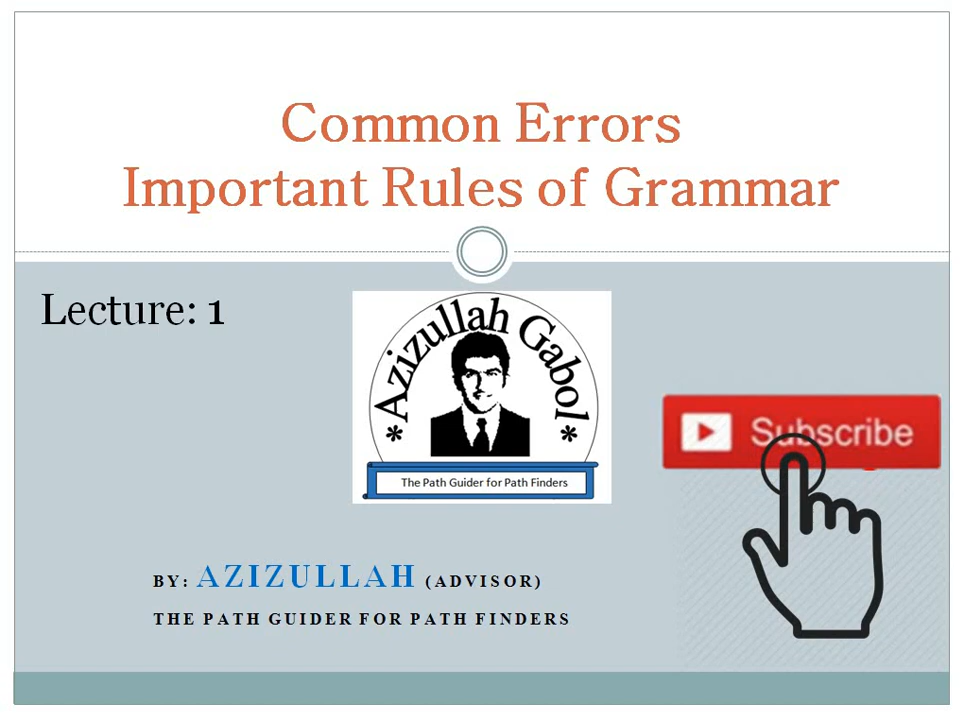 Common Errors
Important Rules of Grammar
Lecture: 1
*Azizullah Gabol*
The Path Guider for Path Finders
Subscribe
BY: AZIZULLAH (ADVISOR)
THE PATH GUIDER FOR PATH FINDERS